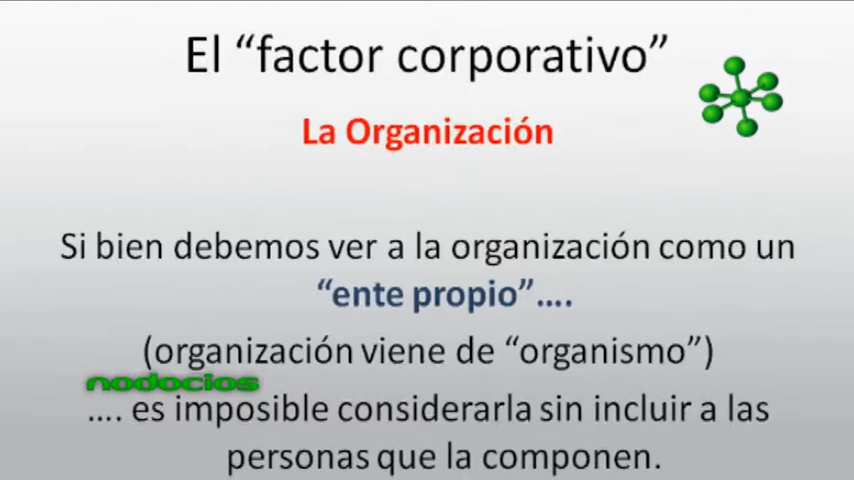 El “factor corporativo”
La Organización
Si bien debemos ver a la organización como un
“ente propio”....
(organización viene de “organismo”)
nodocios
.... es imposible considerarla sin incluir a las
personas que la componen.